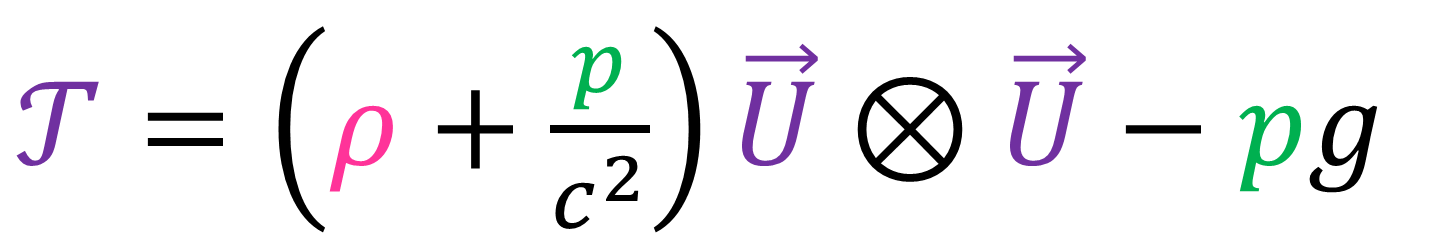 𝒯 = (ρ + p/c²) U⃗ ⊗ U⃗ − pg